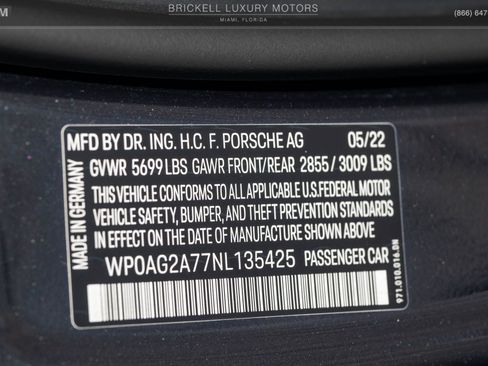 BRICKELL LUXURY MOTORS
MIAMI, FLORIDA
(866) 647
MFD BY DR. ING. H.C. F. PORSCHE AG 05/22
GVWR 5699 LBS GAWR FRONT/REAR 2855 / 3009 LBS
THIS VEHICLE CONFORMS TO ALL APPLICABLE U.S.FEDERAL MOTOR
VEHICLE SAFETY, BUMPER, AND THEFT PREVENTION STANDARDS
IN EFFECT ON THE DATE OF MANUFACTURE SHOWN ABOVE
WP0AG2A77NL135425 PASSENGER CAR
MADE IN GERMANY
971.010.016.DN